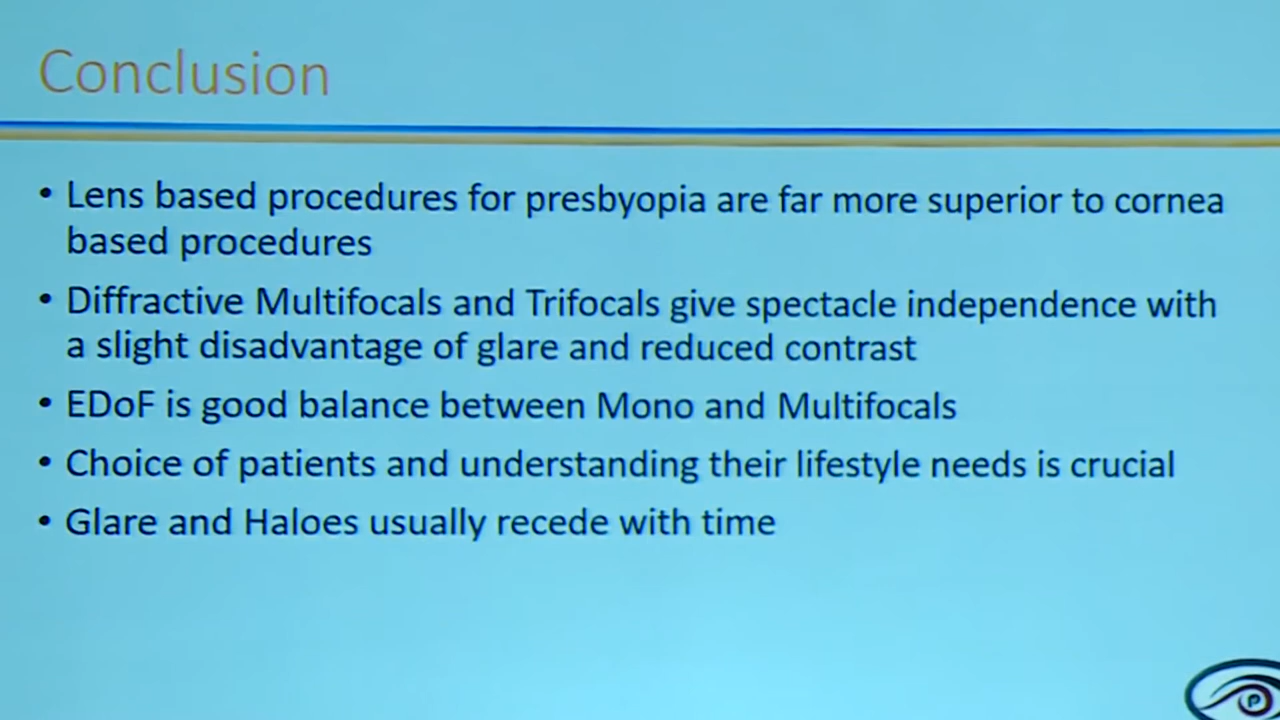 Conclusion
• Lens based procedures for presbyopia are far more superior to cornea
based procedures
• Diffractive Multifocals and Trifocals give spectacle independence with
a slight disadvantage of glare and reduced contrast
• EDoF is good balance between Mono and Multifocals
• Choice of patients and understanding their lifestyle needs is crucial
• Glare and Haloes usually recede with time
P